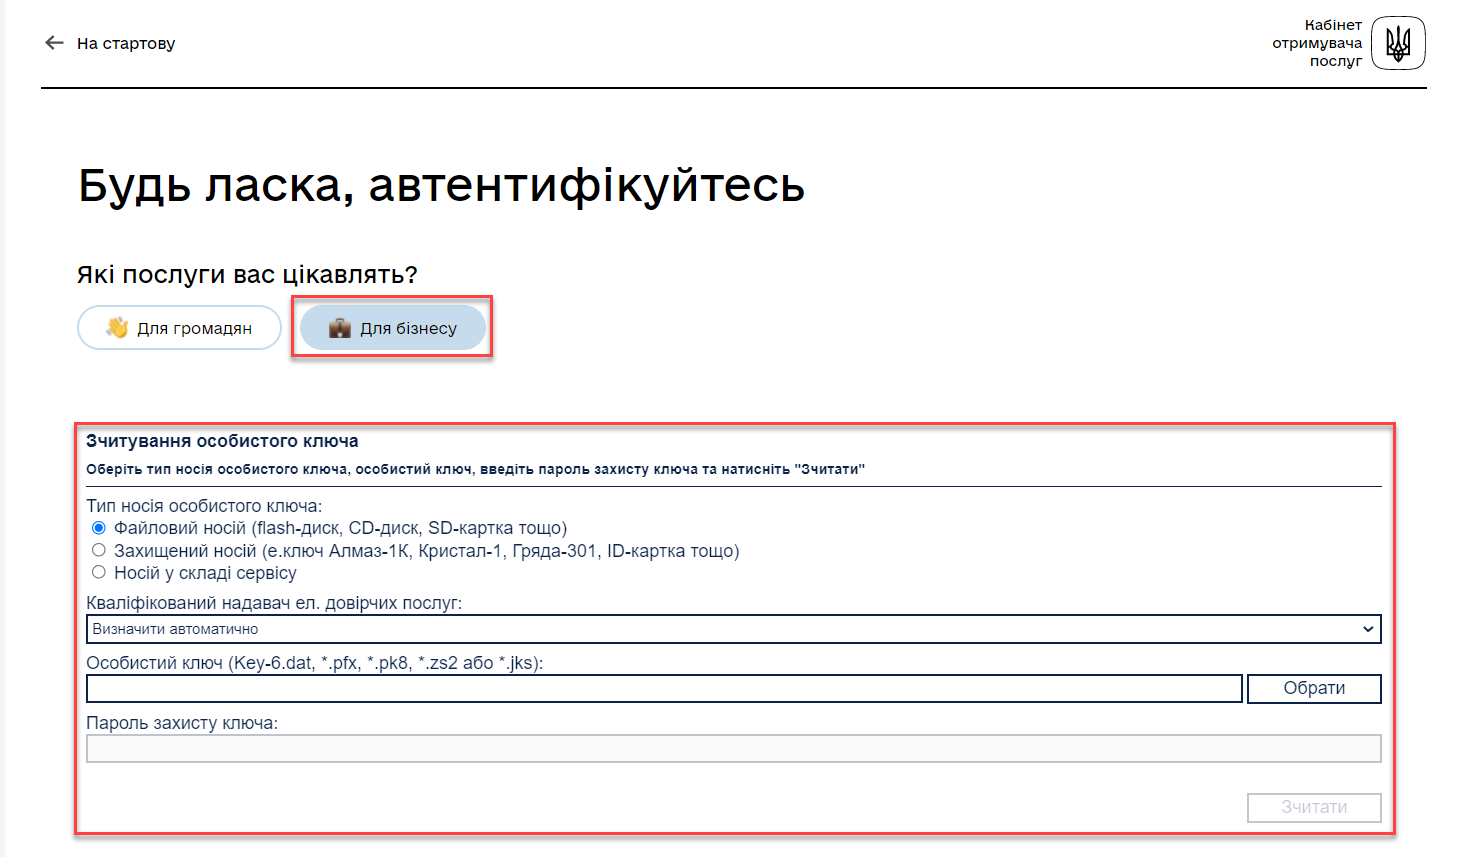 На стартову
Кабінет
отримувача
послуг
Будь ласка, автентифікуйтесь
Які послуги вас цікавлять?
Для громадян
Для бізнесу
Зчитування особистого ключа
Оберіть тип носія особистого ключа, особистий ключ, введіть пароль захисту ключа та натисніть "Зчитати"
Тип носія особистого ключа:
Файловий носій (flash-диск, CD-диск, SD-картка тощо)
Захищений носій (е.ключ Алмаз-1К, Кристал-1, Гряда-301, ID-картка тощо)
Носій у складі сервісу
Кваліфікований надавач ел. довірчих послуг:
Визначити автоматично
Особистий ключ (Key-6.dat, *.pfx, *.pk8, *.zs2 або *.jks):
Обрати
Пароль захисту ключа:
Зчитати